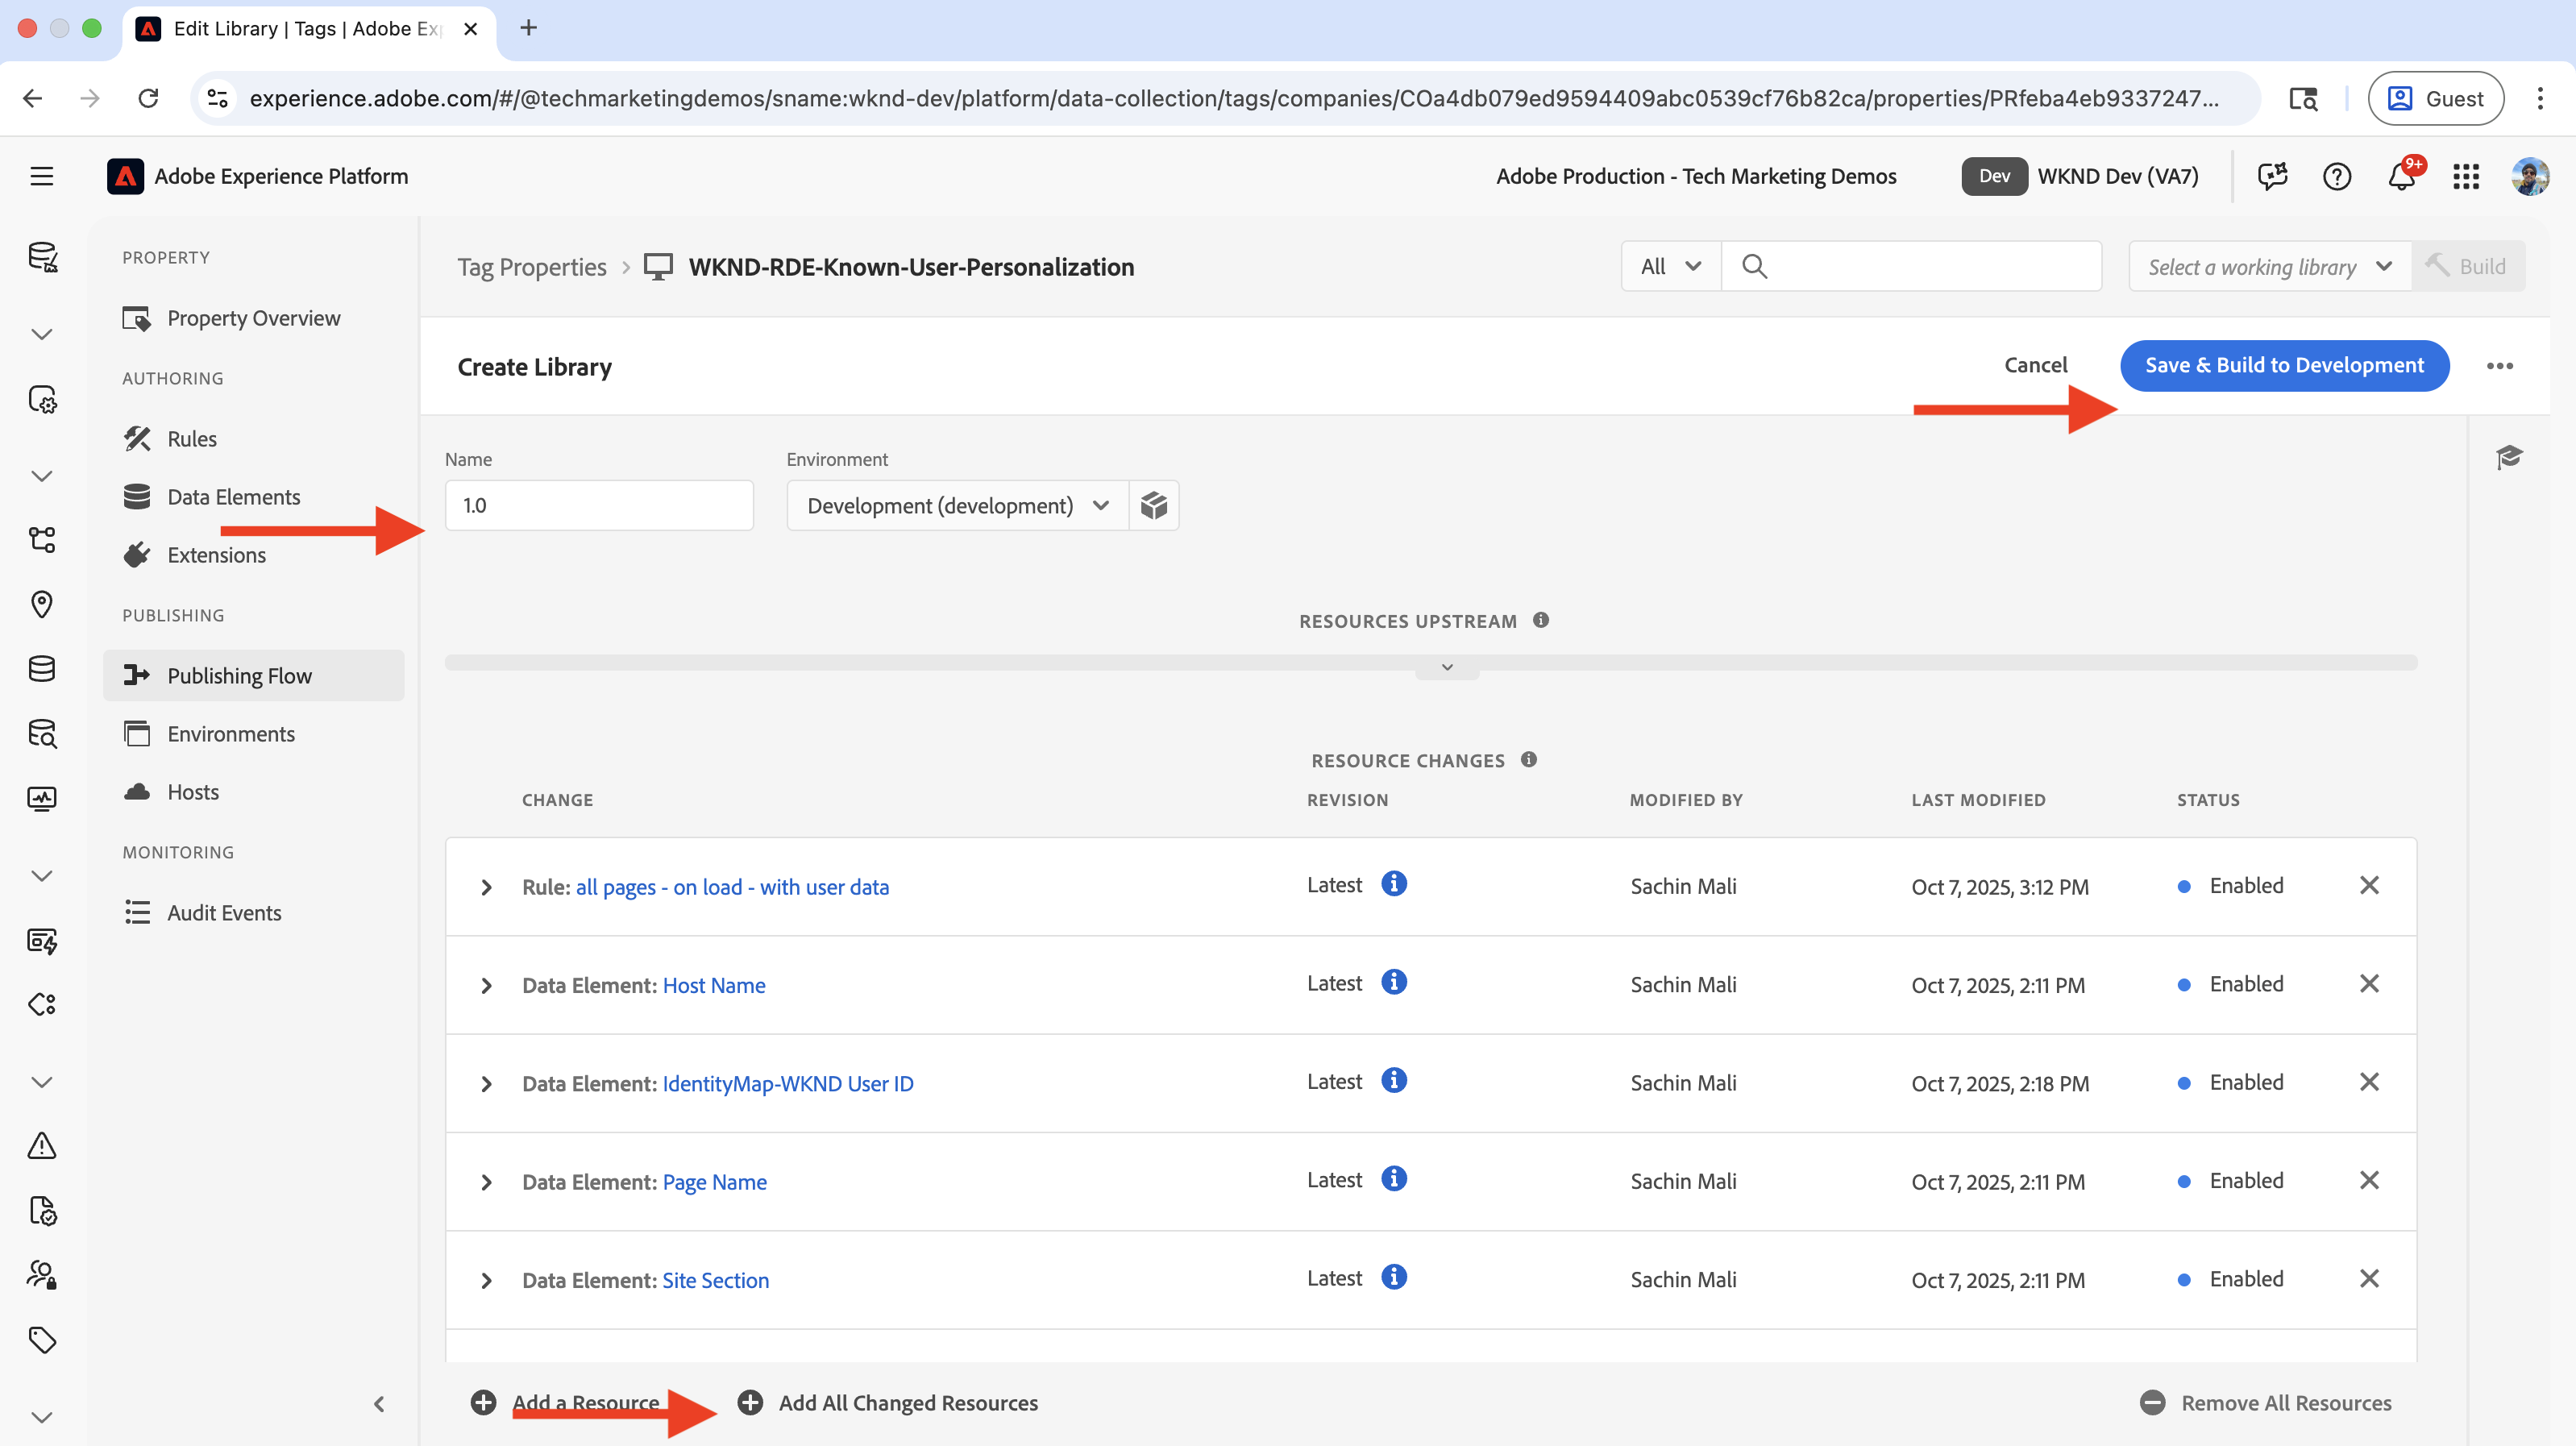 Edit Library | Tags | Adobe Ex
experience.adobe.com/#/@techmarketingdemos/sname:wknd-dev/platform/data-collection/tags/companies/COa4db079ed9594409abc0539cf76b82ca/properties/PRfeba4eb9337247...
Guest
Adobe Experience Platform
Adobe Production - Tech Marketing Demos
Dev
WKND Dev (VA7)
9+
PROPERTY
Property Overview
AUTHORING
Rules
Data Elements
Extensions
PUBLISHING
Publishing Flow
Environments
Hosts
MONITORING
Audit Events
Tag Properties
WKND-RDE-Known-User-Personalization
All
Select a working library
Build
Create Library
Cancel
Save & Build to Development
Name
Environment
1.0
Development (development)
RESOURCES UPSTREAM
RESOURCE CHANGES
CHANGE REVISION MODIFIED BY LAST MODIFIED STATUS
Rule: all pages - on load - with user data Latest Sachin Mali Oct 7, 2025, 3:12 PM Enabled
Data Element: Host Name Latest Sachin Mali Oct 7, 2025, 2:11 PM Enabled
Data Element: IdentityMap-WKND User ID Latest Sachin Mali Oct 7, 2025, 2:18 PM Enabled
Data Element: Page Name Latest Sachin Mali Oct 7, 2025, 2:11 PM Enabled
Data Element: Site Section Latest Sachin Mali Oct 7, 2025, 2:11 PM Enabled
Add a Resource
Add All Changed Resources
Remove All Resources